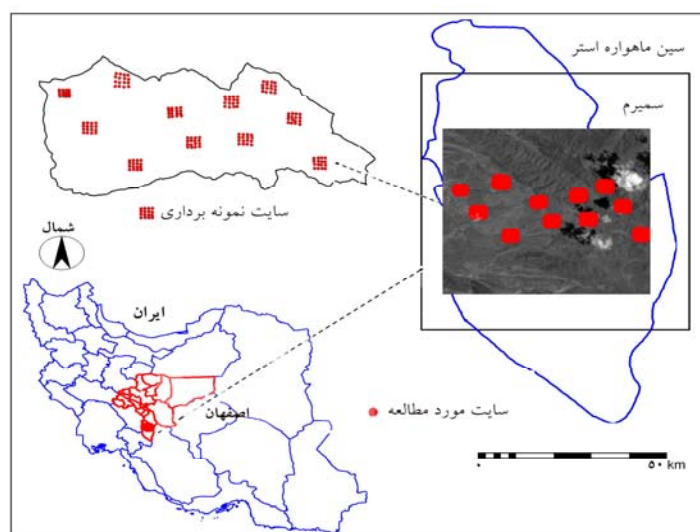 سین ماهواره استر
سمیرم
سایت نمونه برداری
شمال
ایران
اصفهان
سایت مورد مطالعه
۰ ۵۰ km